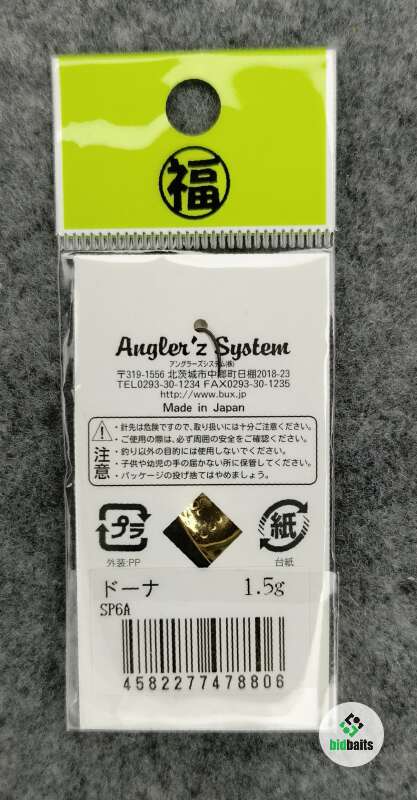 福
Angler'z System
アングラーズシステム(株)
〒319-1556 北茨城市中郷町日棚2018-23
TEL0293-30-1234 FAX0293-30-1235
http://www.bux.jp/
Made in Japan
注意
・針先は危険ですので、取り扱いには十分ご注意ください。
・ご使用の際は、必ず周囲の安全をご確認ください。
・釣り以外の目的には使用しないでください。
・子供や幼児の手の届かない所に保管してください。
・パッケージの投げ捨てはやめましょう。
プラ
外装:PP
紙
台紙
ドーナ 1.5g
SP6A
4582277478806
bidbaits